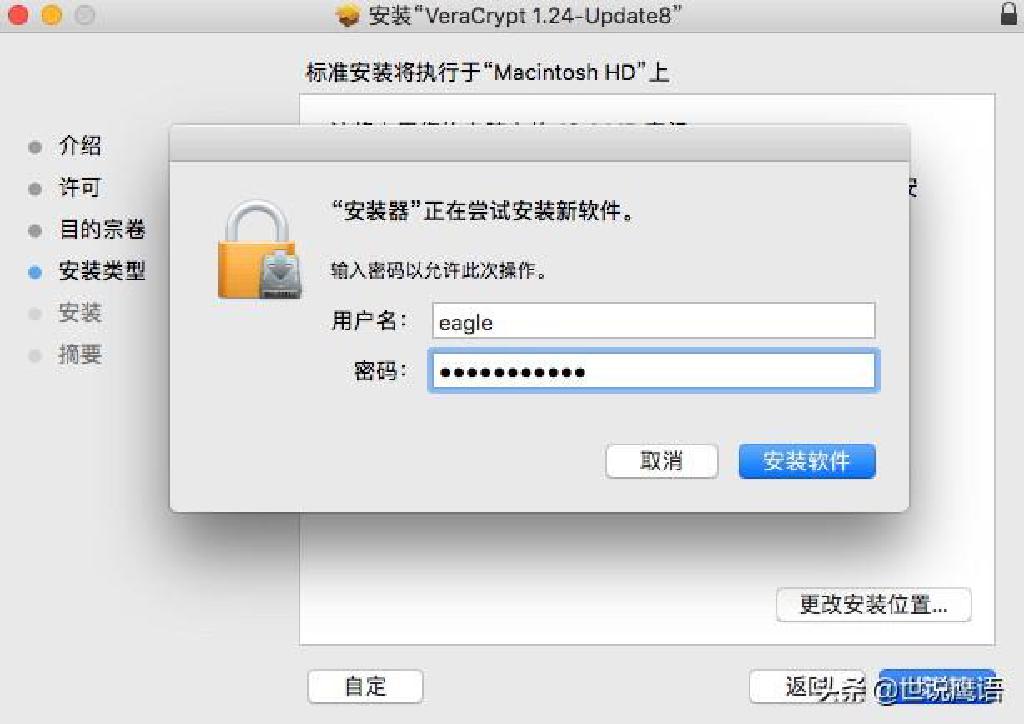 安装“VeraCrypt 1.24-Update8”
标准安装将执行于“Macintosh HD”上
介绍
许可
目的宗卷
安装类型
安装
摘要
“安装器”正在尝试安装新软件。
输入密码以允许此次操作。
用户名：
eagle
密码：
●●●●●●●●●●●
取消
安装软件
更改安装位置...
自定
返回
头条 @世说鹰语